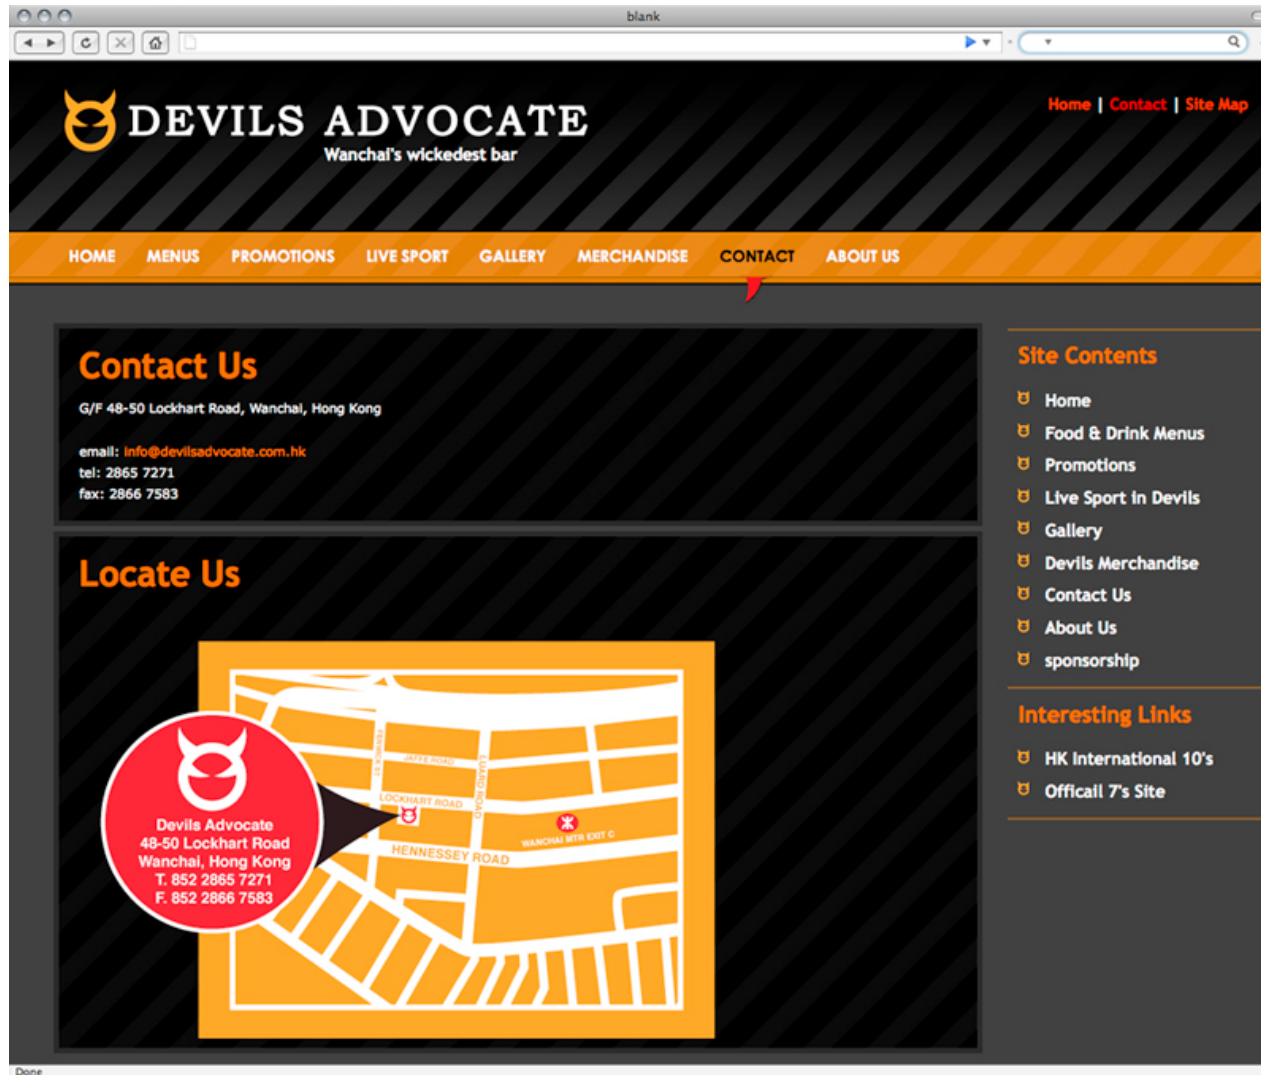 blank
DEVILS ADVOCATE
Wanchai's wickedest bar
Home | Contact | Site Map
HOME MENUS PROMOTIONS LIVE SPORT GALLERY MERCHANDISE CONTACT ABOUT US
Contact Us
G/F 48-50 Lockhart Road, Wanchai, Hong Kong
email: info@devilsadvocate.com.hk
tel: 2865 7271
fax: 2866 7583
Locate Us
FENWICK ST
JAFFE ROAD
LUARD ROAD
LOCKHART ROAD
WANCHAI MTR EXIT C
HENNESSEY ROAD
Devils Advocate
48-50 Lockhart Road
Wanchai, Hong Kong
T. 852 2865 7271
F. 852 2866 7583
Site Contents
Home
Food & Drink Menus
Promotions
Live Sport in Devils
Gallery
Devils Merchandise
Contact Us
About Us
sponsorship
Interesting Links
HK International 10's
Officail 7's Site
Done